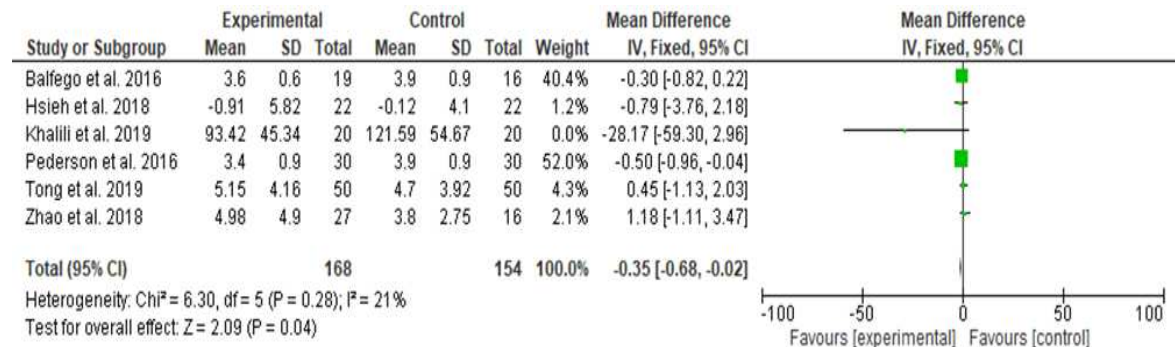 Experimental Control Mean Difference Mean Difference
Study or Subgroup Mean SD Total Mean SD Total Weight IV, Fixed, 95% CI IV, Fixed, 95% CI
Balfego et al. 2016 3.6 0.6 19 3.9 0.9 16 40.4% -0.30 [-0.82, 0.22]
Hsieh et al. 2018 -0.91 5.82 22 -0.12 4.1 22 1.2% -0.79 [-3.76, 2.18]
Khalili et al. 2019 93.42 45.34 20 121.59 54.67 20 0.0% -28.17 [-59.30, 2.96]
Pederson et al. 2016 3.4 0.9 30 3.9 0.9 30 52.0% -0.50 [-0.96, -0.04]
Tong et al. 2019 5.15 4.16 50 4.7 3.92 50 4.3% 0.45 [-1.13, 2.03]
Zhao et al. 2018 4.98 4.9 27 3.8 2.75 16 2.1% 1.18 [-1.11, 3.47]
Total (95% CI) 168 154 100.0% -0.35 [-0.68, -0.02]
Heterogeneity: Chi² = 6.30, df = 5 (P = 0.28); I² = 21%
Test for overall effect: Z = 2.09 (P = 0.04)
-100 -50 0 50 100
Favours [experimental] Favours [control]